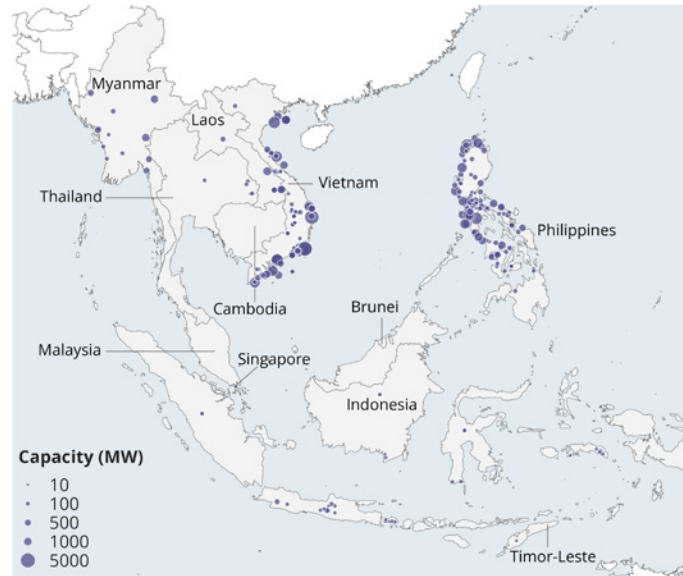 Myanmar
Laos
Vietnam
Thailand
Philippines
Cambodia
Brunei
Malaysia
Singapore
Indonesia
Capacity (MW)
10
100
500
1000
5000
Timor-Leste